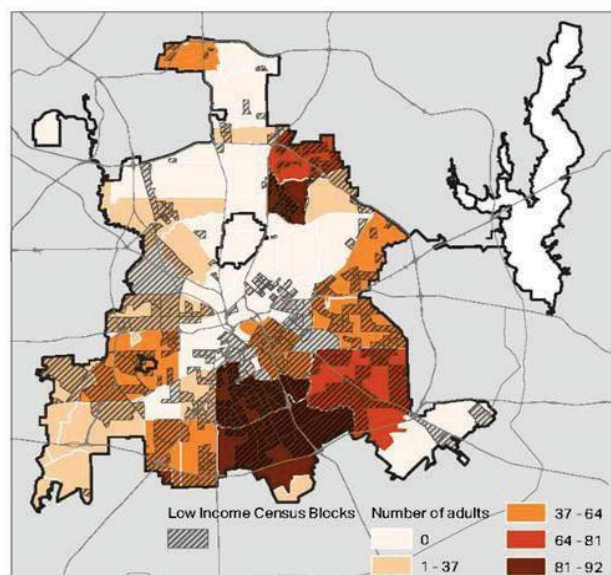 Low Income Census Blocks
Number of adults
0
1 - 37
37 - 64
64 - 81
81 - 92